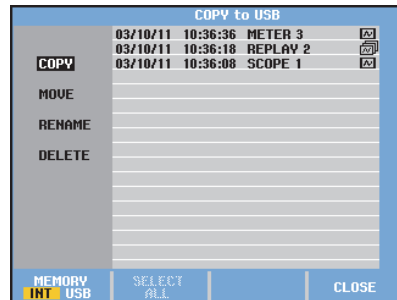 COPY to USB
03/10/11 10:36:36 METER 3
03/10/11 10:36:18 REPLAY 2
03/10/11 10:36:08 SCOPE 1
COPY
MOVE
RENAME
DELETE
MEMORY
INT USB
SELECT
ALL
CLOSE